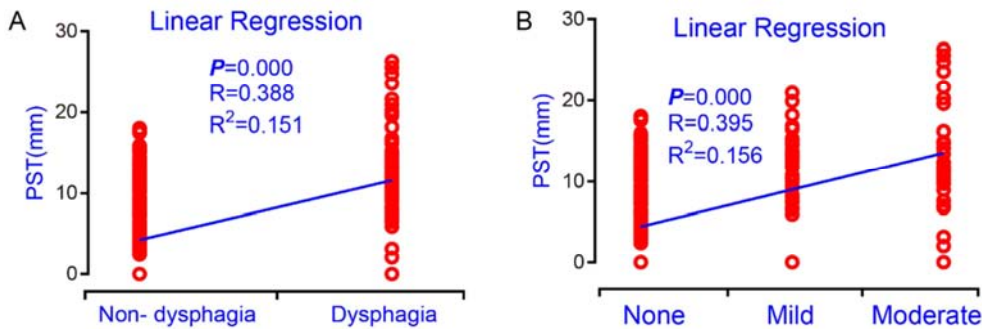 A
Linear Regression
30
20
10
0
PST(mm)
P=0.000
R=0.388
R²=0.151
Non- dysphagia
Dysphagia
B
Linear Regression
30
20
10
0
PST(mm)
P=0.000
R=0.395
R²=0.156
None
Mild
Moderate